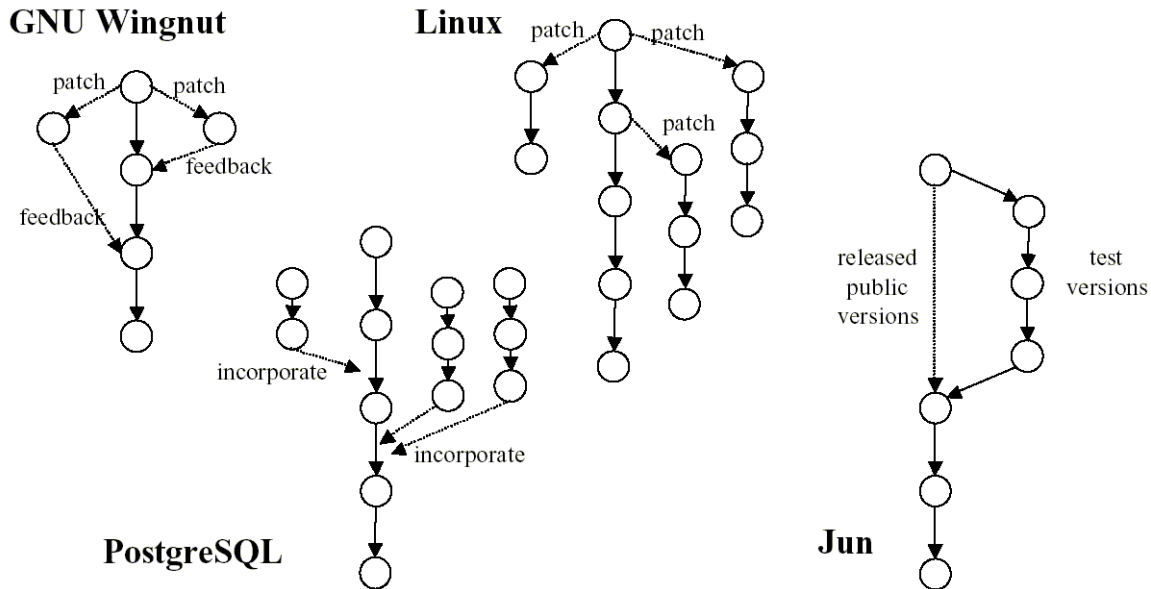 GNU Wingnut
patch
patch
feedback
feedback
Linux
patch
patch
patch
incorporate
incorporate
PostgreSQL
released
public
versions
test
versions
Jun